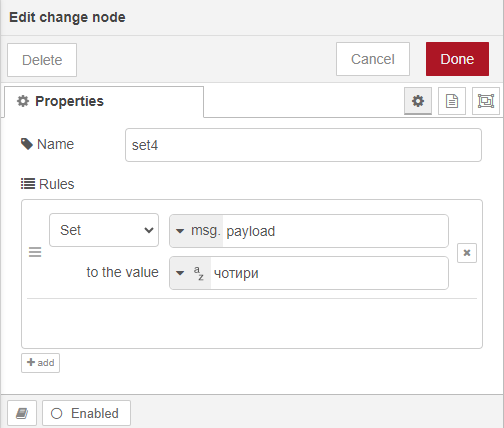 Edit change node
Delete
Cancel
Done
Properties
Name
set4
Rules
Set
msg. payload
to the value
az чотири
+ add
Enabled